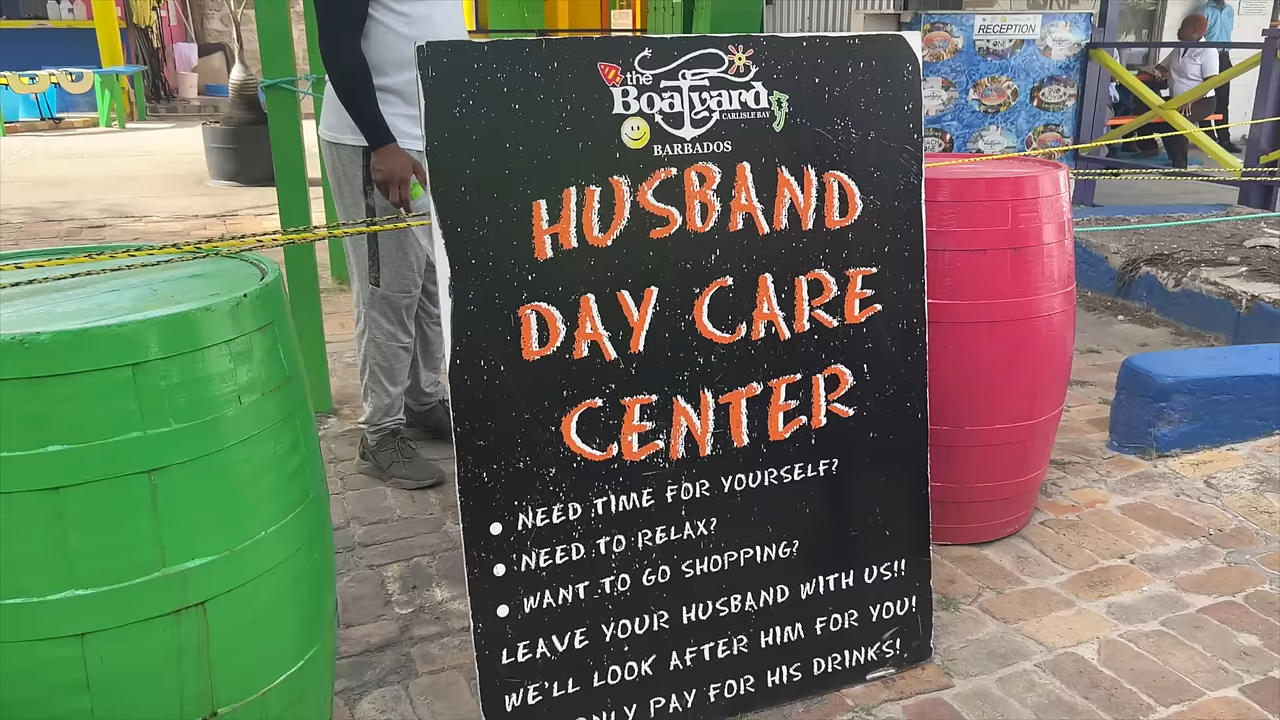 RECEPTION
the
Boatyard
CARLISLE BAY
BARBADOS
HUSBAND
DAY CARE
CENTER
• NEED TIME FOR YOURSELF?
• NEED TO RELAX?
• WANT TO GO SHOPPING?
LEAVE YOUR HUSBAND WITH US!!
WE'LL LOOK AFTER HIM FOR YOU!
ONLY PAY FOR HIS DRINKS!